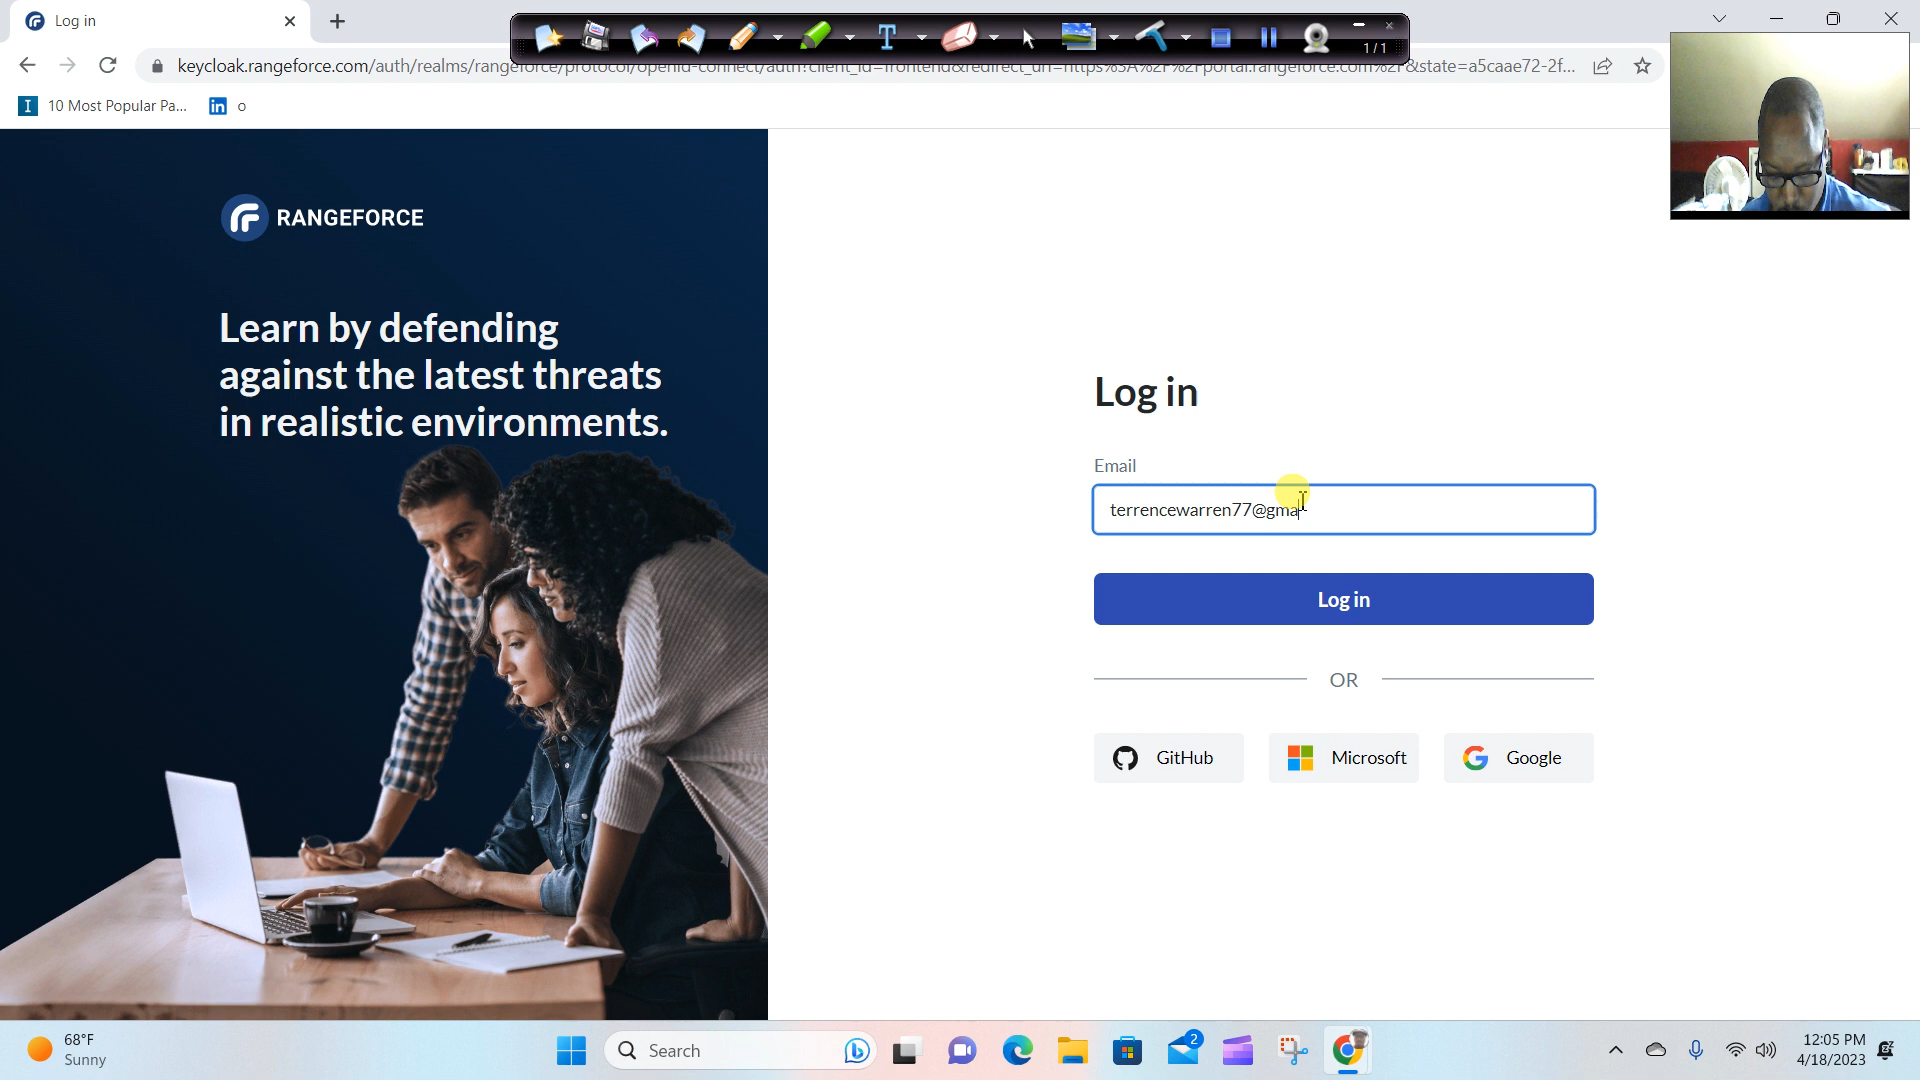 Log in
1/1
keycloak.rangeforce.com/auth/realms/rangeforce/protocol/openid-connect/auth?client_id=frontend&redirect_uri=https%3A%2F%2Fportal.rangeforce.com%2F&state=a5caae72-2f...
10 Most Popular Pa...
o
RANGEFORCE
Learn by defending
against the latest threats
in realistic environments.
Log in
Email
terrencewarren77@gma
Log in
OR
GitHub
Microsoft
Google
68°F
Sunny
Search
2
12:05 PM
4/18/2023